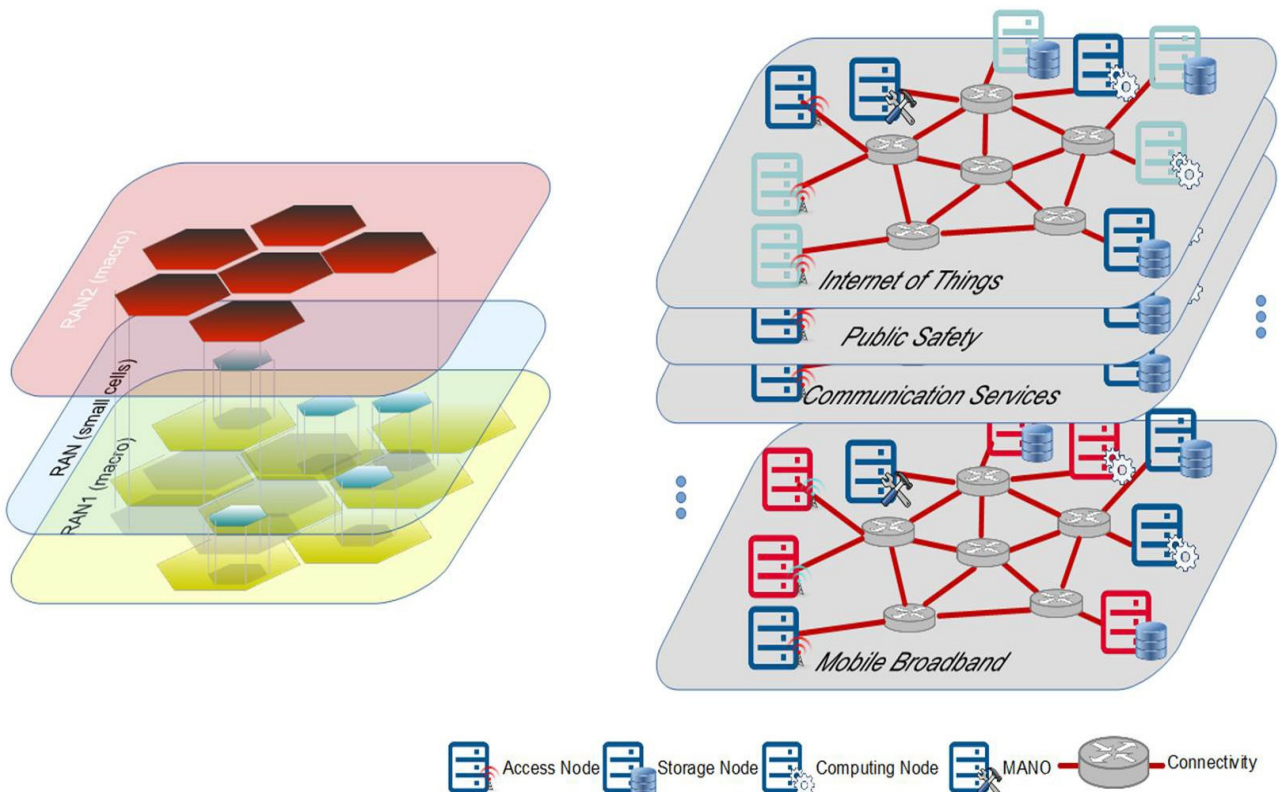 RAN2 (macro)
RAN (small cells)
RAN1 (macro)
Internet of Things
Public Safety
Communication Services
Mobile Broadband
Access Node
Storage Node
Computing Node
MANO
Connectivity